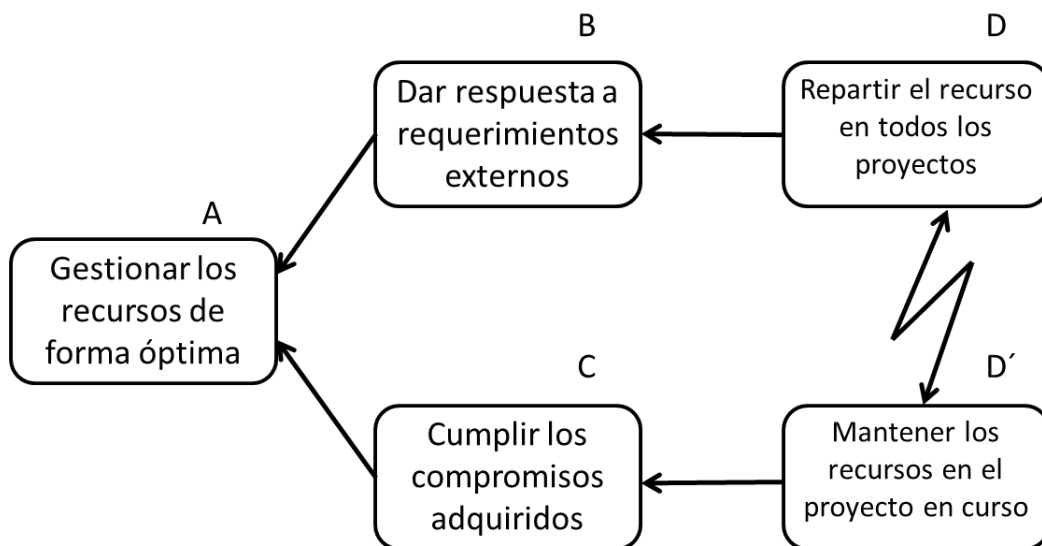 B
Dar respuesta a
requerimientos
externos
D
Repartir el recurso
en todos los
proyectos
A
Gestionar los
recursos de
forma óptima
C
Cumplir los
compromisos
adquiridos
D´
Mantener los
recursos en el
proyecto en curso